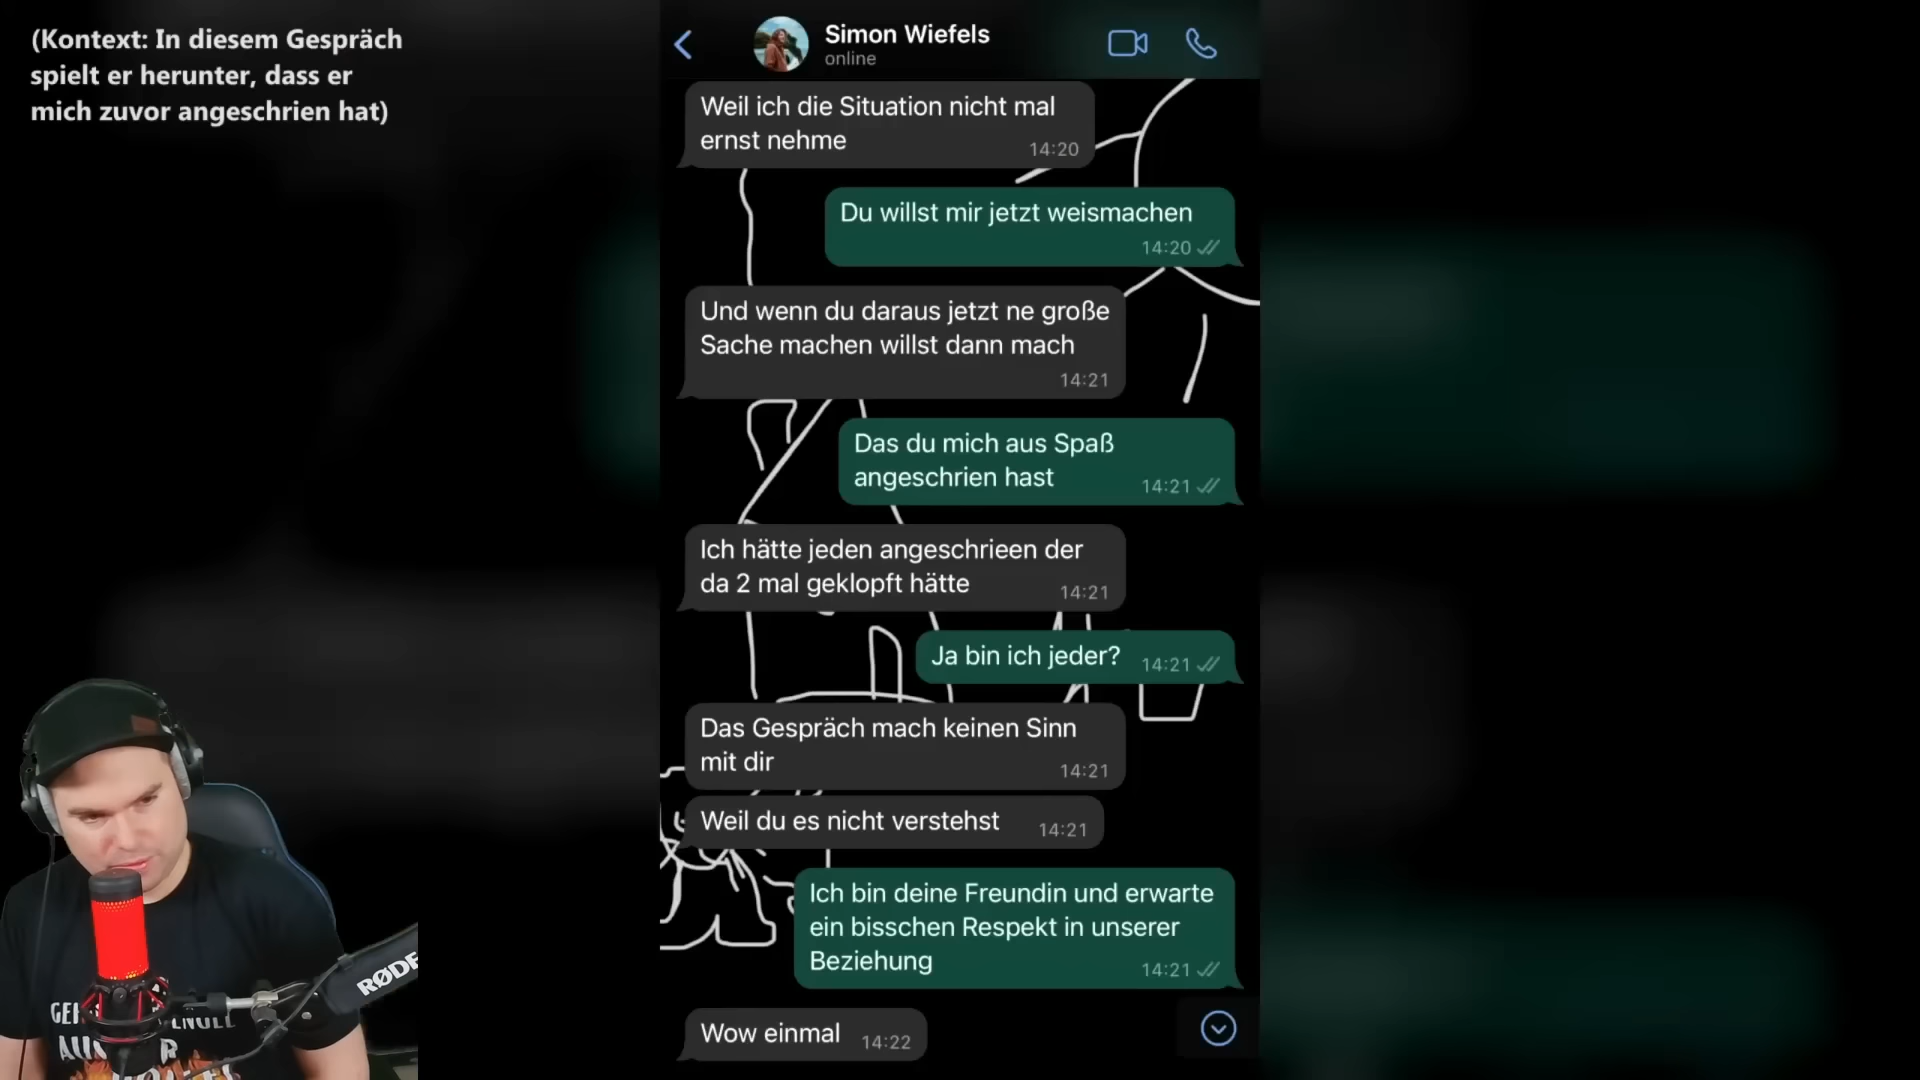 (Kontext: In diesem Gespräch
spielt er herunter, dass er
mich zuvor angeschrien hat)
Simon Wiefels
online
Weil ich die Situation nicht mal
ernst nehme
14:20
Du willst mir jetzt weismachen
14:20
Und wenn du daraus jetzt ne große
Sache machen willst dann mach
14:21
Das du mich aus Spaß
angeschrien hast
14:21
Ich hätte jeden angeschrieen der
da 2 mal geklopft hätte
14:21
Ja bin ich jeder?
14:21
Das Gespräch mach keinen Sinn
mit dir
14:21
Weil du es nicht verstehst
14:21
Ich bin deine Freundin und erwarte
ein bisschen Respekt in unserer
Beziehung
14:21
Wow einmal
14:22
RØDE